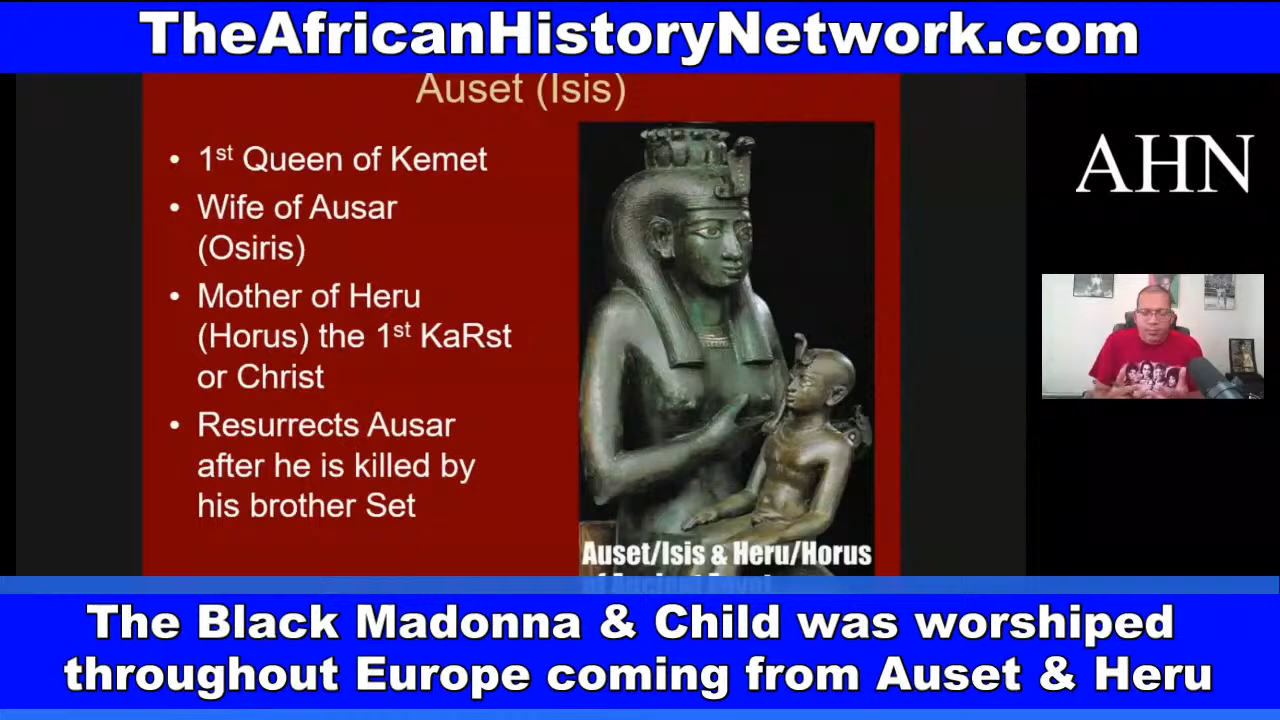 TheAfricanHistoryNetwork.com
Auset (Isis)
AHN
• 1st Queen of Kemet
• Wife of Ausar
(Osiris)
• Mother of Heru
(Horus) the 1st KaRst
or Christ
• Resurrects Ausar
after he is killed by
his brother Set
Auset/Isis & Heru/Horus
The Black Madonna & Child was worshiped
throughout Europe coming from Auset & Heru